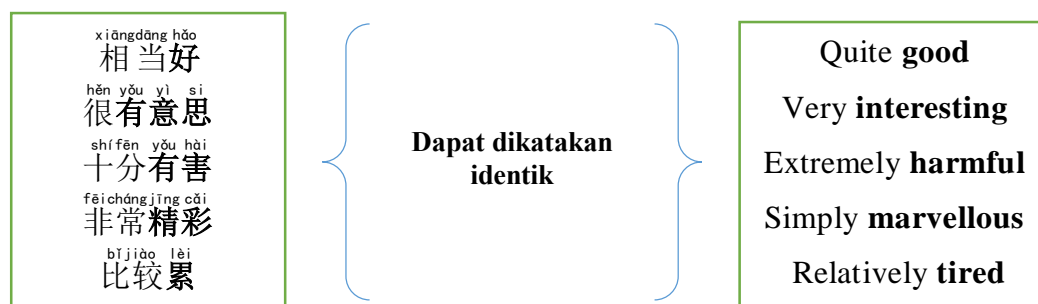 xiāngdāng hǎo
相当好
hěn yǒu yì si
很有意思
shífēn yǒu hài
十分有害
fēichángjīng cǎi
非常精彩
bǐjiào lèi
比较累
Dapat dikatakan
identik
Quite good
Very interesting
Extremely harmful
Simply marvellous
Relatively tired